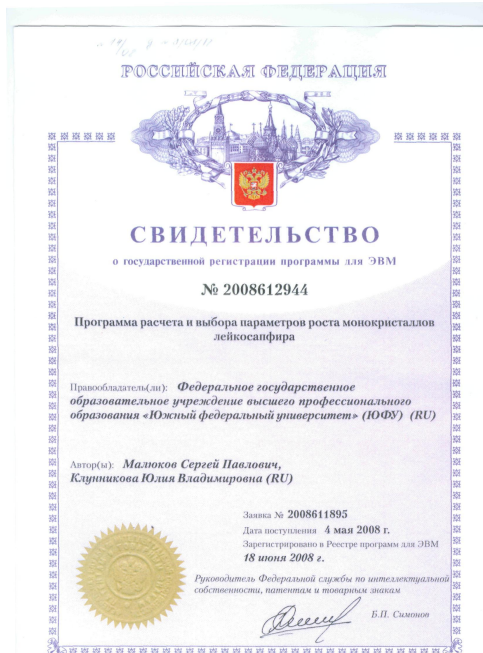 РОССИЙСКАЯ ФЕДЕРАЦИЯ
СВИДЕТЕЛЬСТВО
о государственной регистрации программы для ЭВМ
№ 2008612944
Программа расчета и выбора параметров роста монокристаллов
лейкосапфира
Правообладатель(ли): Федеральное государственное
образовательное учреждение высшего профессионального
образования «Южный федеральный университет» (ЮФУ) (RU)
Автор(ы): Малюков Сергей Павлович,
Клунникова Юлия Владимировна (RU)
Заявка № 2008611895
Дата поступления 4 мая 2008 г.
Зарегистрировано в Реестре программ для ЭВМ
18 июня 2008 г.
Руководитель Федеральной службы по интеллектуальной
собственности, патентам и товарным знакам
Б.П. Симонов